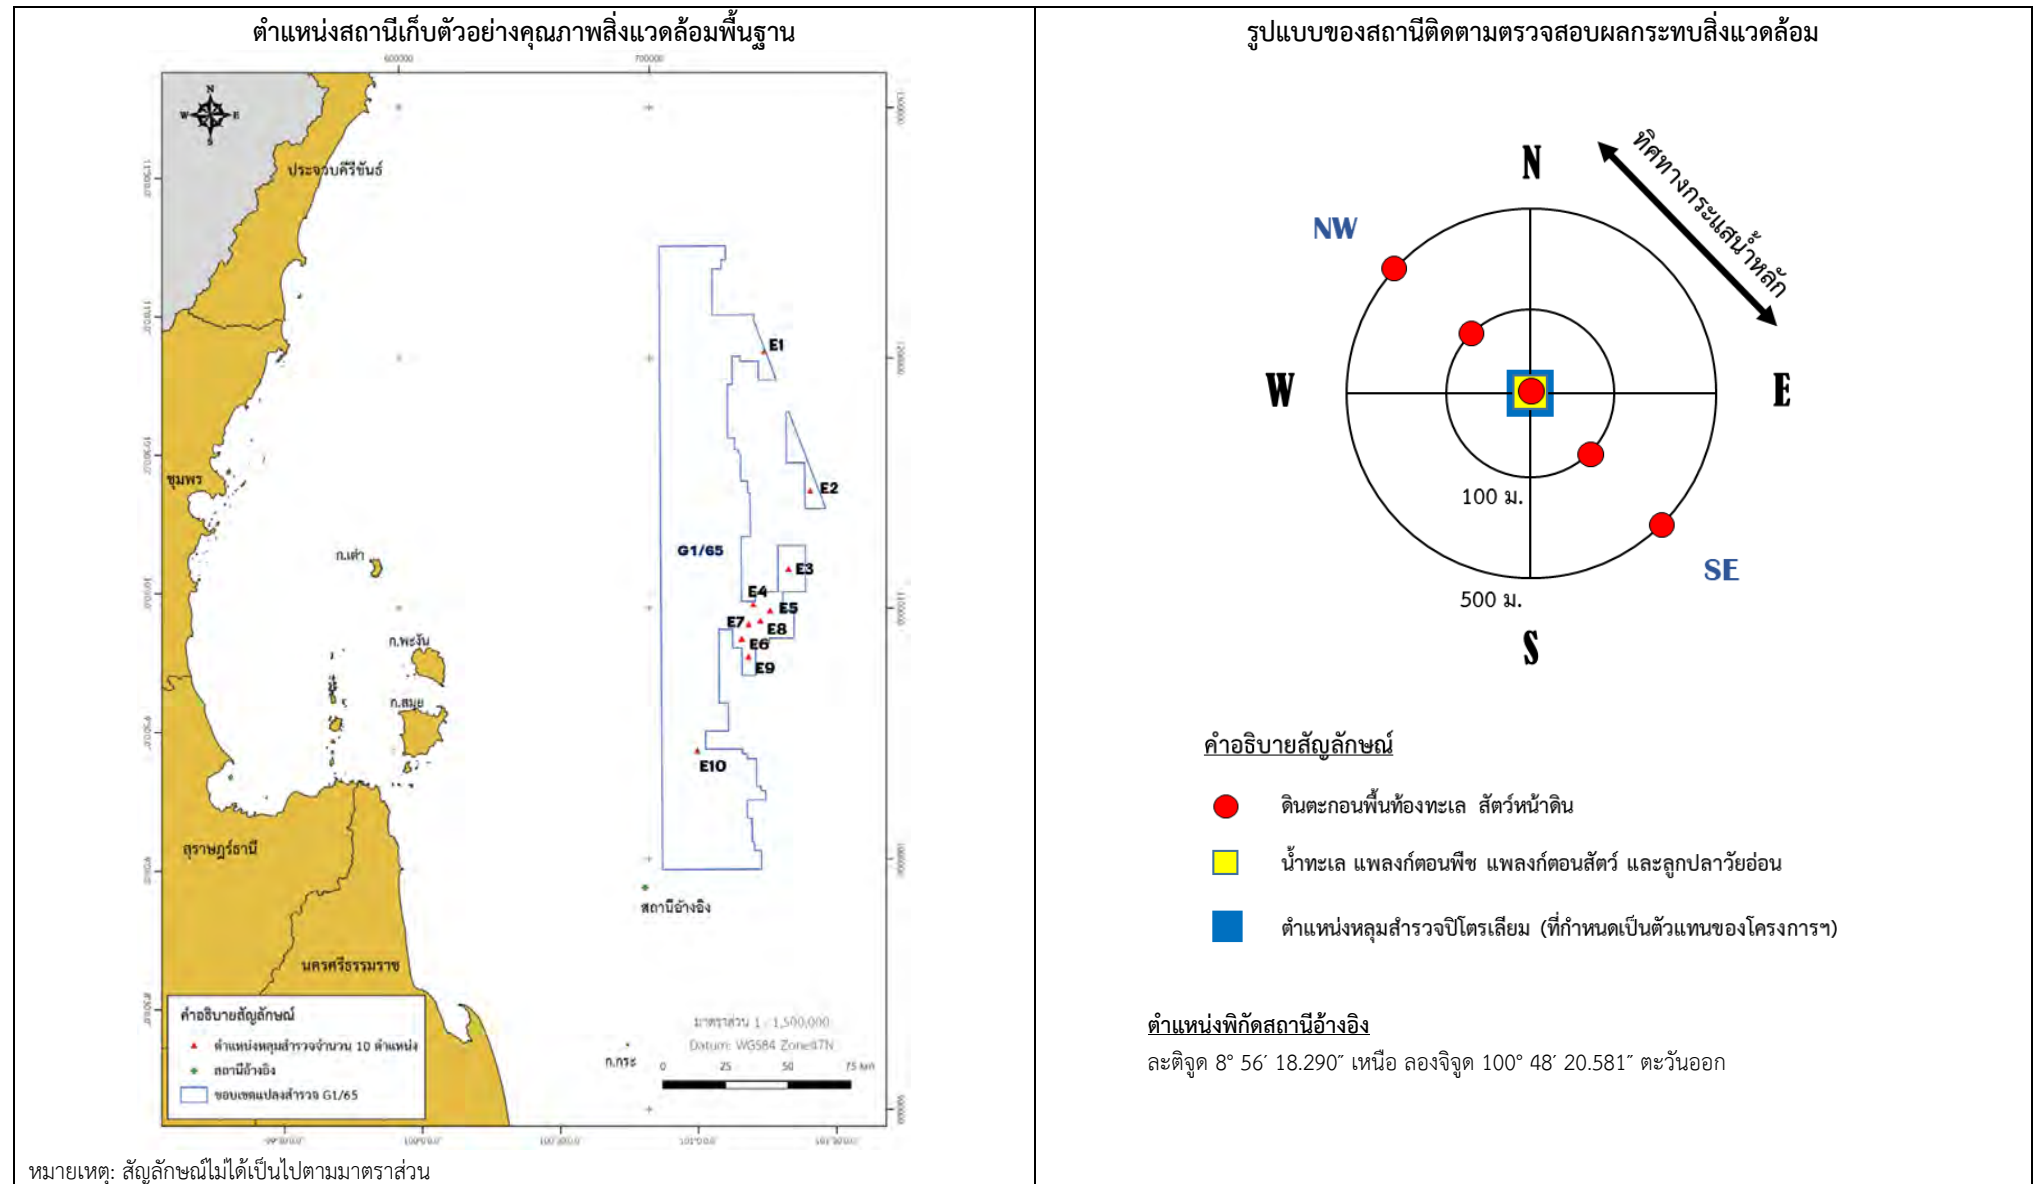 ตำแหน่งสถานีเก็บตัวอย่างคุณภาพสิ่งแวดล้อมพื้นฐาน
600000
700000
N
W
E
S
ประจวบคีรีขันธ์
E1
ชุมพร
E2
G1/65
ก.เต่า
E3
E4
E5
E7
E8
E6
E9
ก.พะงัน
ก.สมุย
E10
สุราษฎร์ธานี
สถานีอ้างอิง
นครศรีธรรมราช
คำอธิบายสัญลักษณ์
ตำแหน่งหลุมสำรวจจำนวน 10 ตำแหน่ง
สถานีอ้างอิง
ขอบเขตแปลงสำรวจ G1/65
มาตราส่วน 1 : 1,500,000
Datum: WGS84 Zone47N
ก.กระ
0
25
50
75 km
หมายเหตุ: สัญลักษณ์ไม่ได้เป็นไปตามมาตราส่วน
รูปแบบของสถานีติดตามตรวจสอบผลกระทบสิ่งแวดล้อม
N
ทิศทางกระแสน้ำหลัก
NW
W
E
100 ม.
SE
500 ม.
S
คำอธิบายสัญลักษณ์
ดินตะกอนพื้นท้องทะเล สัตว์หน้าดิน
น้ำทะเล แพลงก์ตอนพืช แพลงก์ตอนสัตว์ และลูกปลาวัยอ่อน
ตำแหน่งหลุมสำรวจปิโตรเลียม (ที่กำหนดเป็นตัวแทนของโครงการฯ)
ตำแหน่งพิกัดสถานีอ้างอิง
ละติจูด 8° 56′ 18.290″ เหนือ ลองจิจูด 100° 48′ 20.581″ ตะวันออก